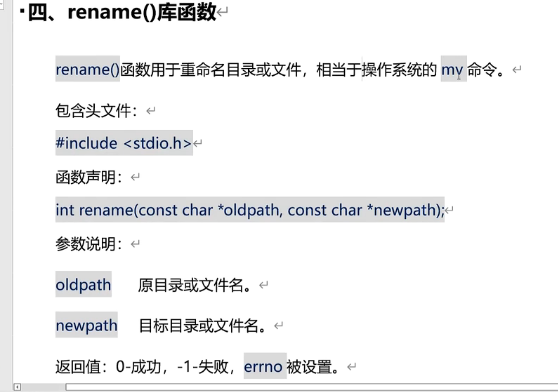 四、rename()库函数
rename()函数用于重命名目录或文件，相当于操作系统的 mv 命令。
包含头文件：
#include <stdio.h>
函数声明：
int rename(const char *oldpath, const char *newpath);
参数说明：
oldpath 原目录或文件名。
newpath 目标目录或文件名。
返回值：0-成功，-1-失败，errno 被设置。